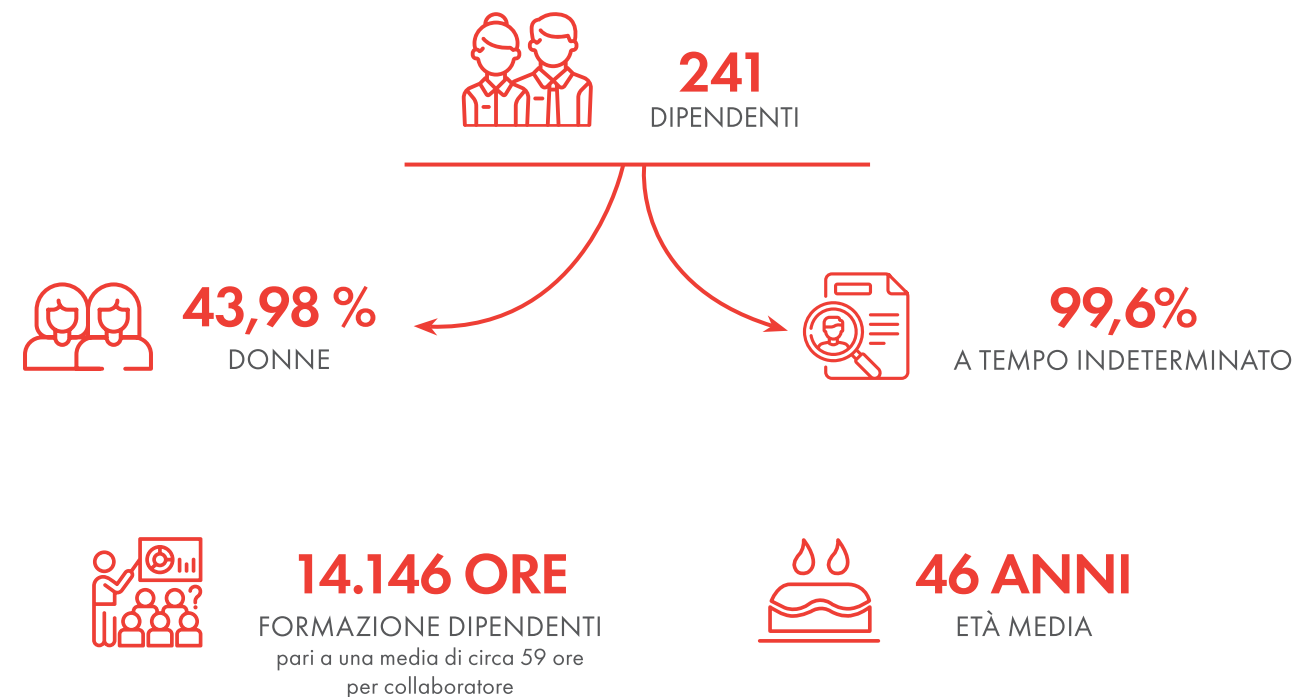 241
DIPENDENTI
43,98 %
DONNE
99,6%
A TEMPO INDETERMINATO
14.146 ORE
FORMAZIONE DIPENDENTI
pari a una media di circa 59 ore
per collaboratore
?
46 ANNI
ETÀ MEDIA